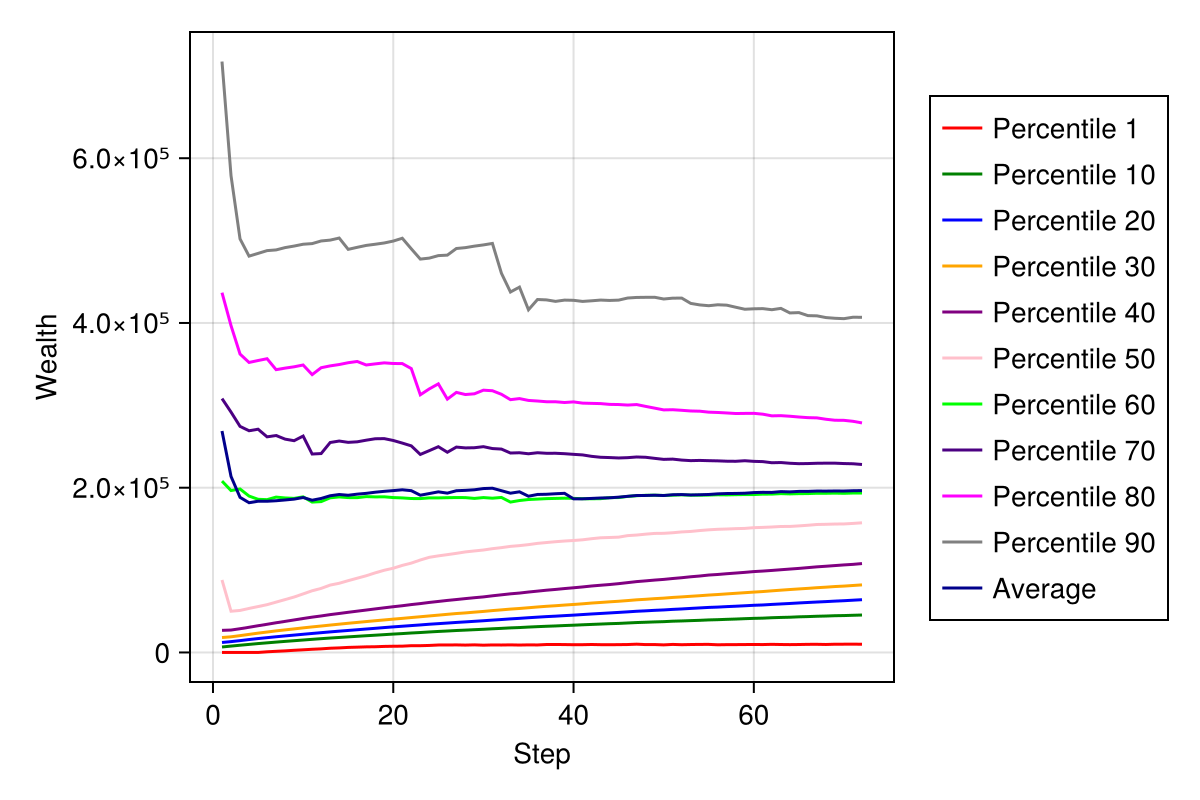 6.0×10⁵
4.0×10⁵
2.0×10⁵
0
Wealth
0 20 40 60
Step
Percentile 1
Percentile 10
Percentile 20
Percentile 30
Percentile 40
Percentile 50
Percentile 60
Percentile 70
Percentile 80
Percentile 90
Average